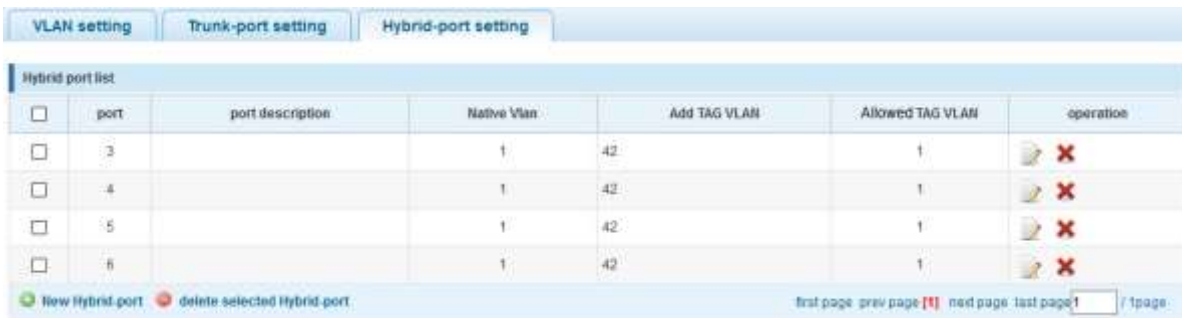 VLAN setting Trunk-port setting Hybrid-port setting
Hybrid port list
port port description Native Vlan Add TAG VLAN Allowed TAG VLAN operation
3 1 42 1
4 1 42 1
5 1 42 1
6 1 42 1
New Hybrid-port delete selected Hybrid-port first page prev page [1] next page last page 1 / 1page